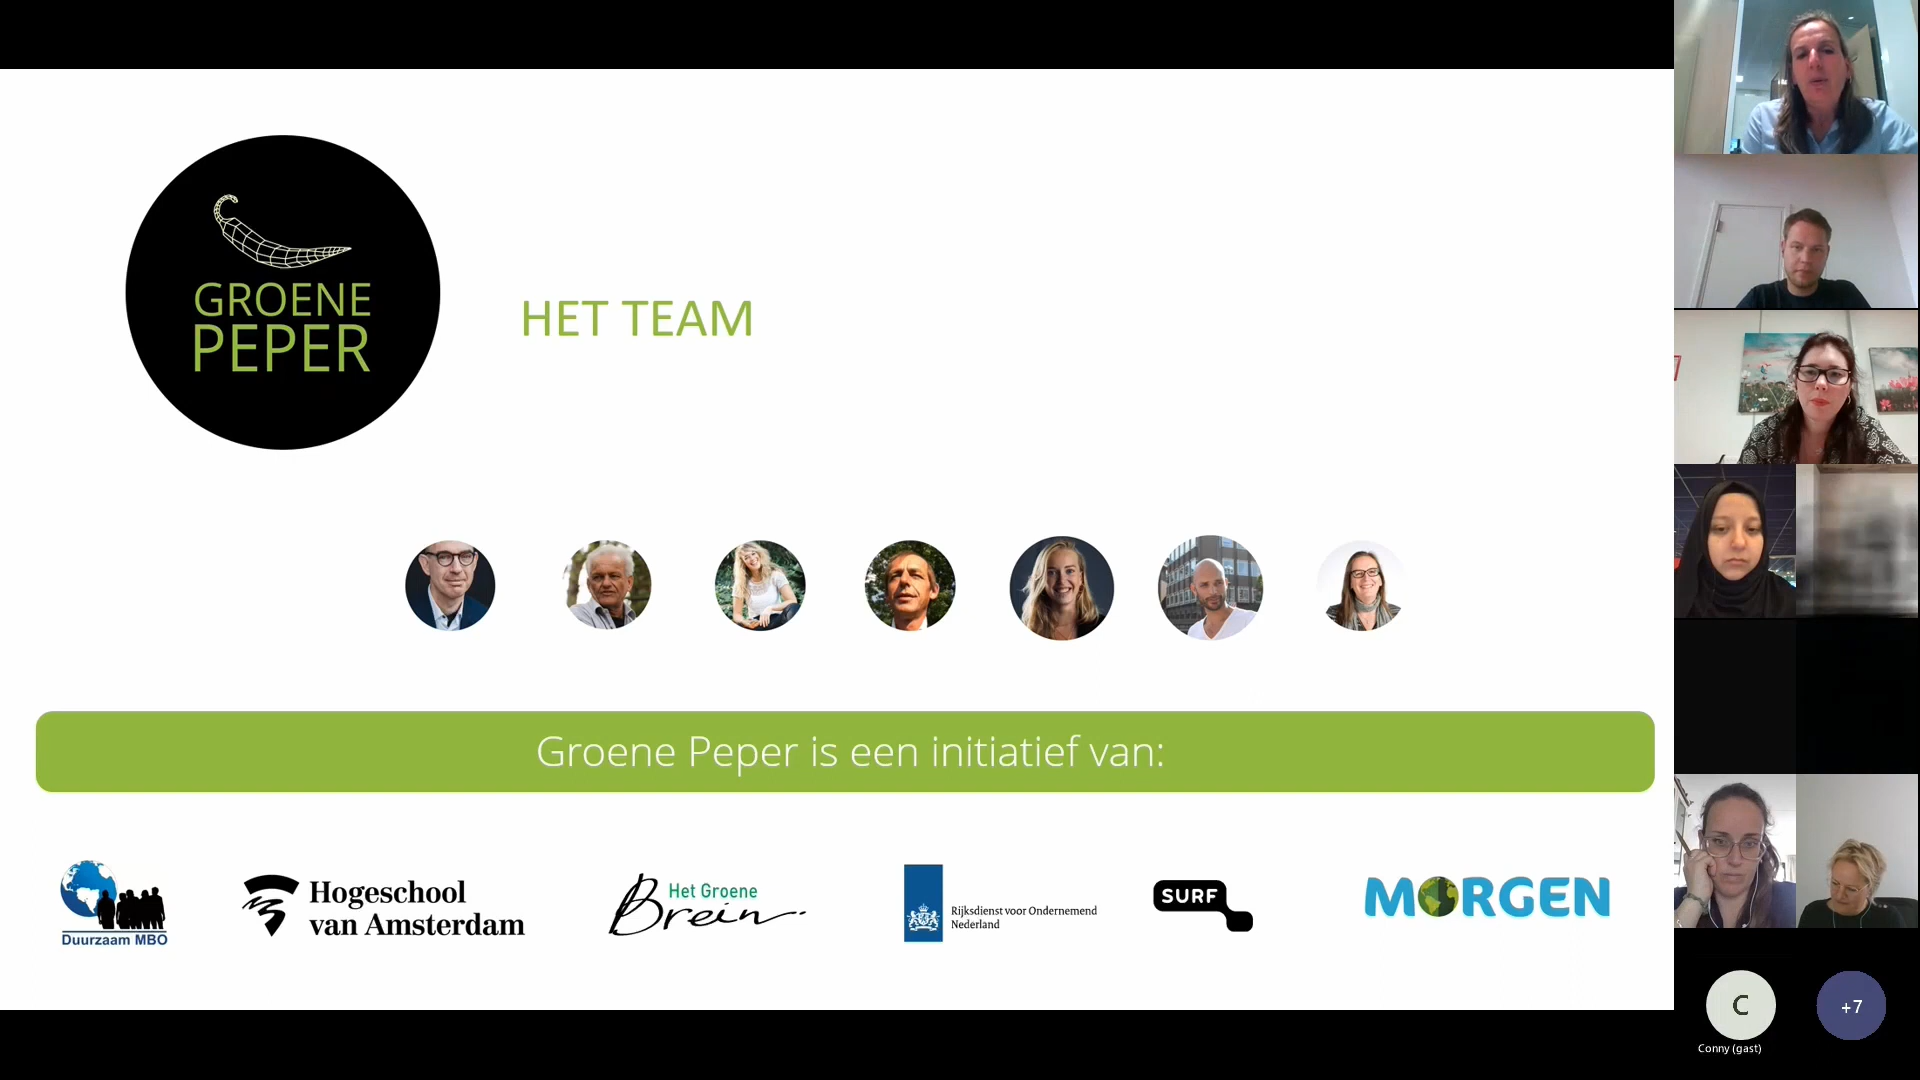 GROENE
PEPER
HET TEAM
Groene Peper is een initiatief van:
Duurzaam MBO
Hogeschool
van Amsterdam
Het Groene
Brein
Rijksdienst voor Ondernemend
Nederland
SURF
MORGEN
C
+7
Conny (gast)